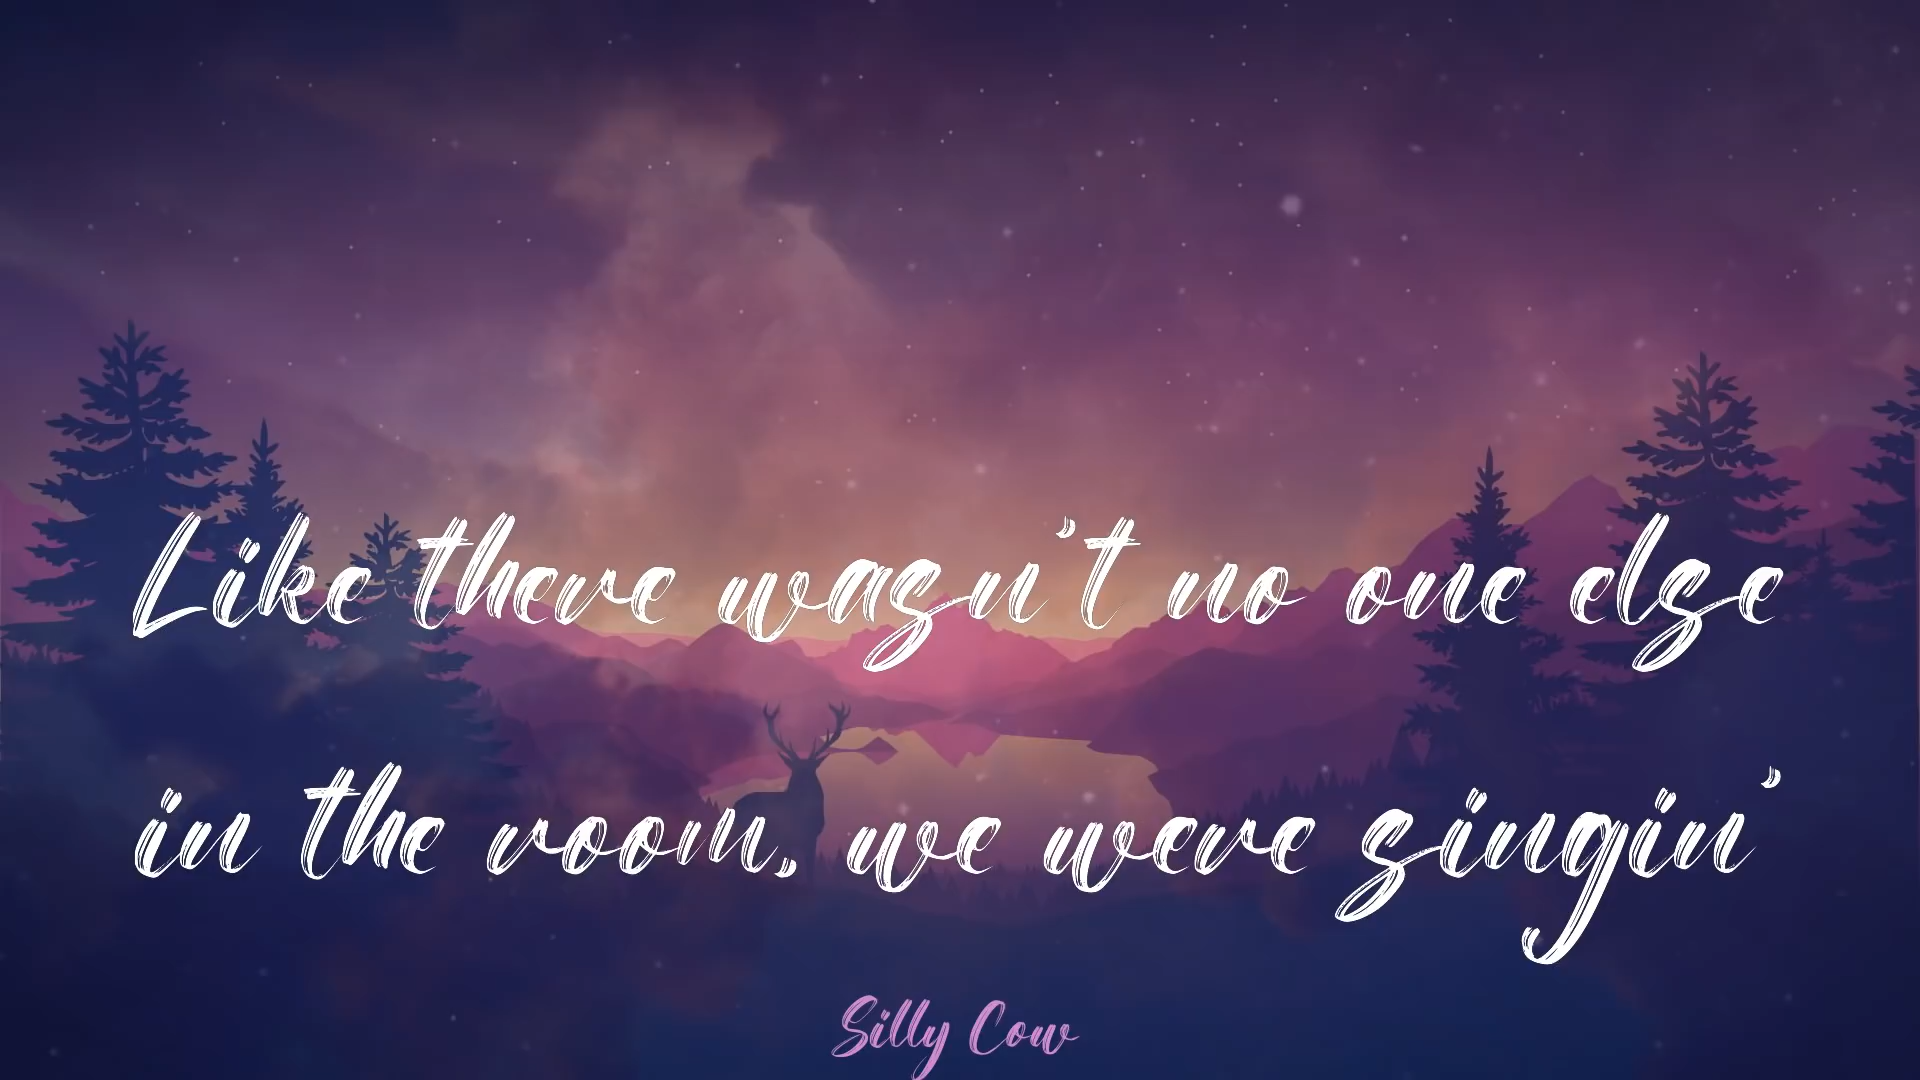 Like there wasn't no one else
in the room, we were singin'
Silly Cow